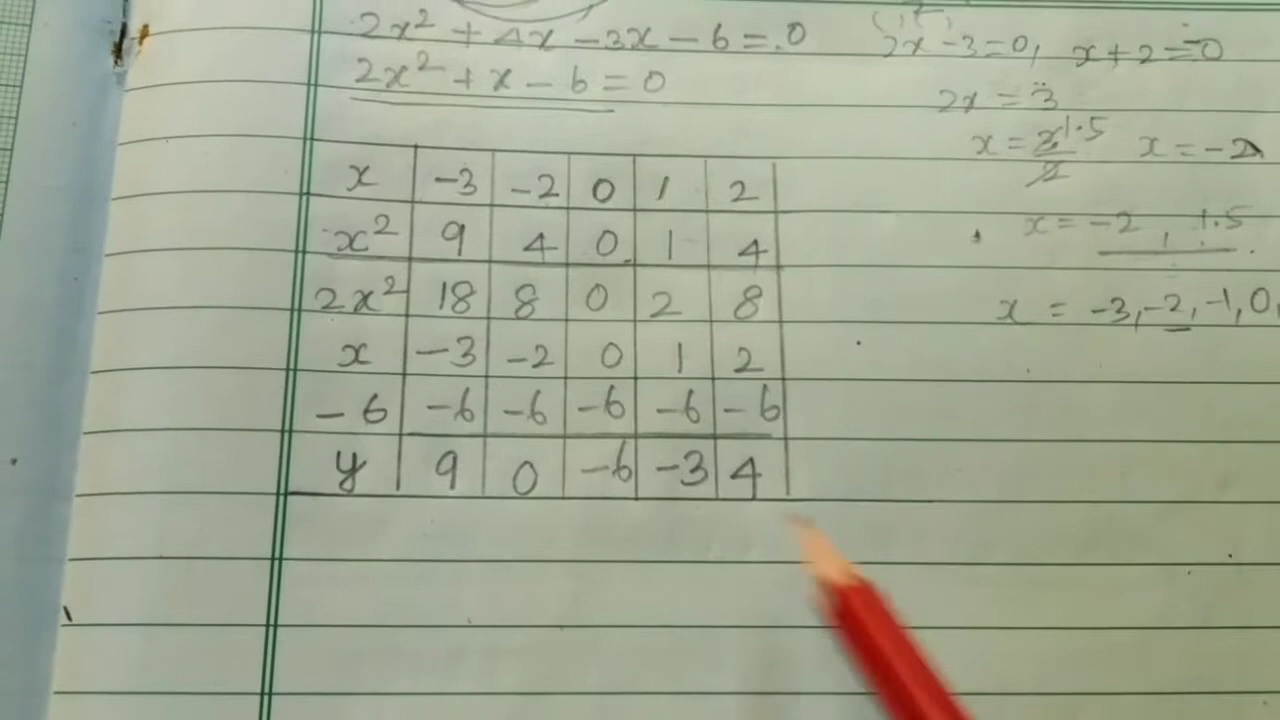 2x² + 4x - 3x - 6 = 0
2x² + x - 6 = 0
2x - 3 = 0, x + 2 = 0
2x = 3
x = 3/2 1.5 x = -2
x = -2, 1.5
x = -3, -2, -1, 0,
x -3 -2 0 1 2
x² 9 4 0 1 4
2x² 18 8 0 2 8
x -3 -2 0 1 2
-6 -6 -6 -6 -6 -6
y 9 0 -6 -3 4